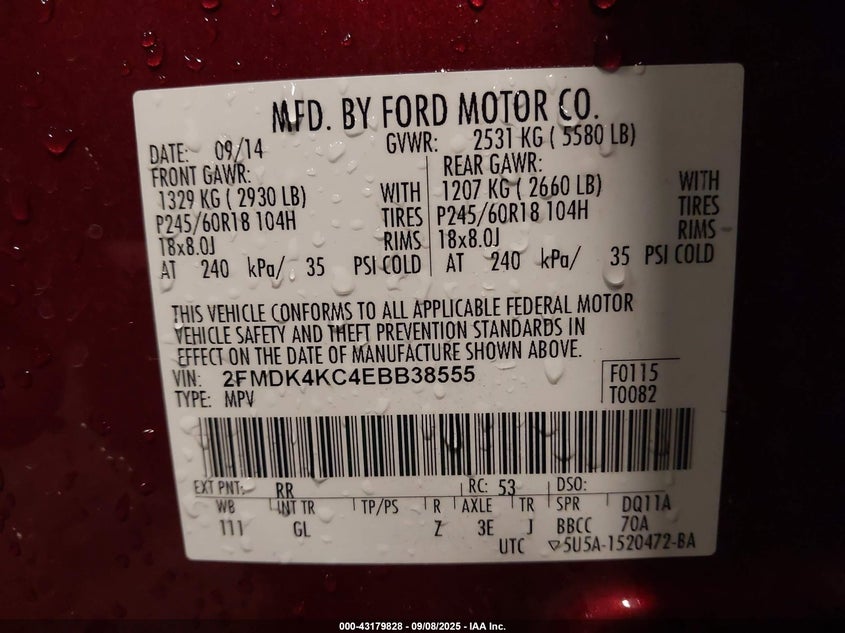 MFD. BY FORD MOTOR CO.
DATE: 09/14 GVWR: 2531 KG ( 5580 LB)
FRONT GAWR: REAR GAWR:
1329 KG ( 2930 LB) WITH 1207 KG ( 2660 LB) WITH
P245/60R18 104H TIRES P245/60R18 104H TIRES
18x8.0J RIMS 18x8.0J RIMS
AT 240 kPa/ 35 PSI COLD AT 240 kPa/ 35 PSI COLD
THIS VEHICLE CONFORMS TO ALL APPLICABLE FEDERAL MOTOR
VEHICLE SAFETY AND THEFT PREVENTION STANDARDS IN
EFFECT ON THE DATE OF MANUFACTURE SHOWN ABOVE.
VIN: 2FMDK4KC4EBB38555 F0115
TYPE: MPV T0082
EXT PNT: RR RC: 53 DSO:
WB INT TR TP/PS R AXLE TR SPR DQ11A
111 GL Z 3E J BBCC 70A
UTC 5U5A-1520472-BA
000-43179828 - 09/08/2025 - IAA Inc.